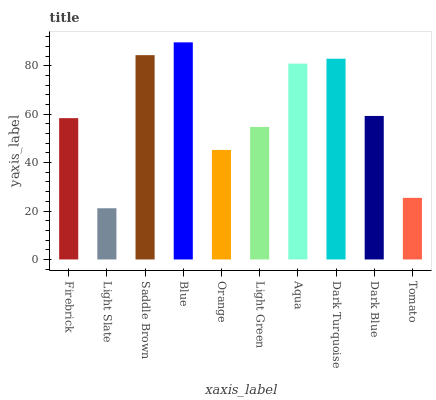 title
yaxis_label
80
60
40
20
0
Firebrick
Light Slate
Saddle Brown
Blue
Orange
Light Green
Aqua
Dark Turquoise
Dark Blue
Tomato
xaxis_label